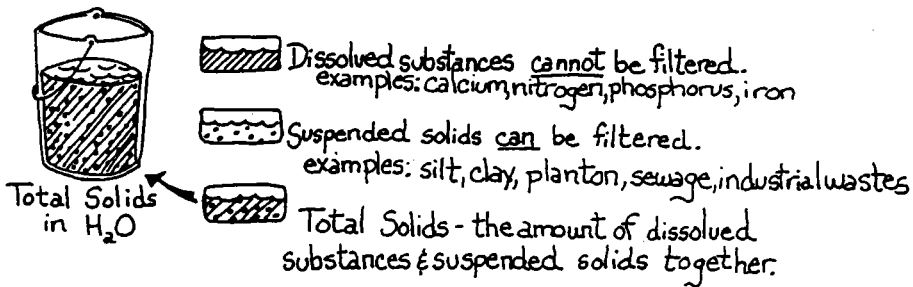 Dissolved substances cannot be filtered.
examples: calcium, nitrogen, phosphorus, iron
Suspended solids can be filtered.
examples: silt, clay, planton, sewage, industrial wastes
Total Solids
in H₂O
Total Solids - the amount of dissolved
substances & suspended solids together.